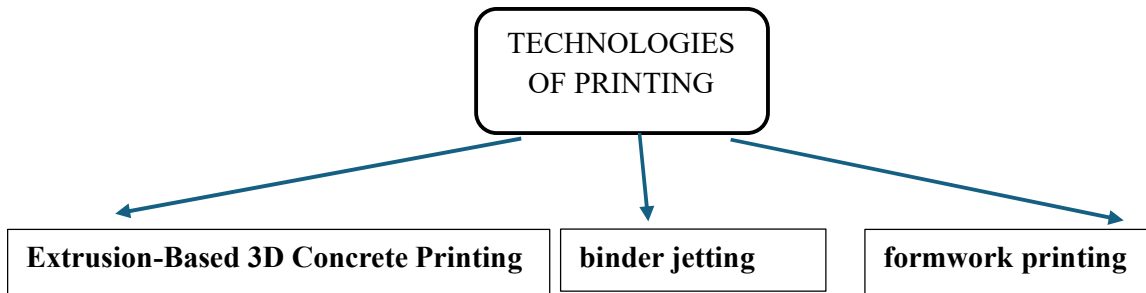 TECHNOLOGIES
OF PRINTING
Extrusion-Based 3D Concrete Printing
binder jetting
formwork printing